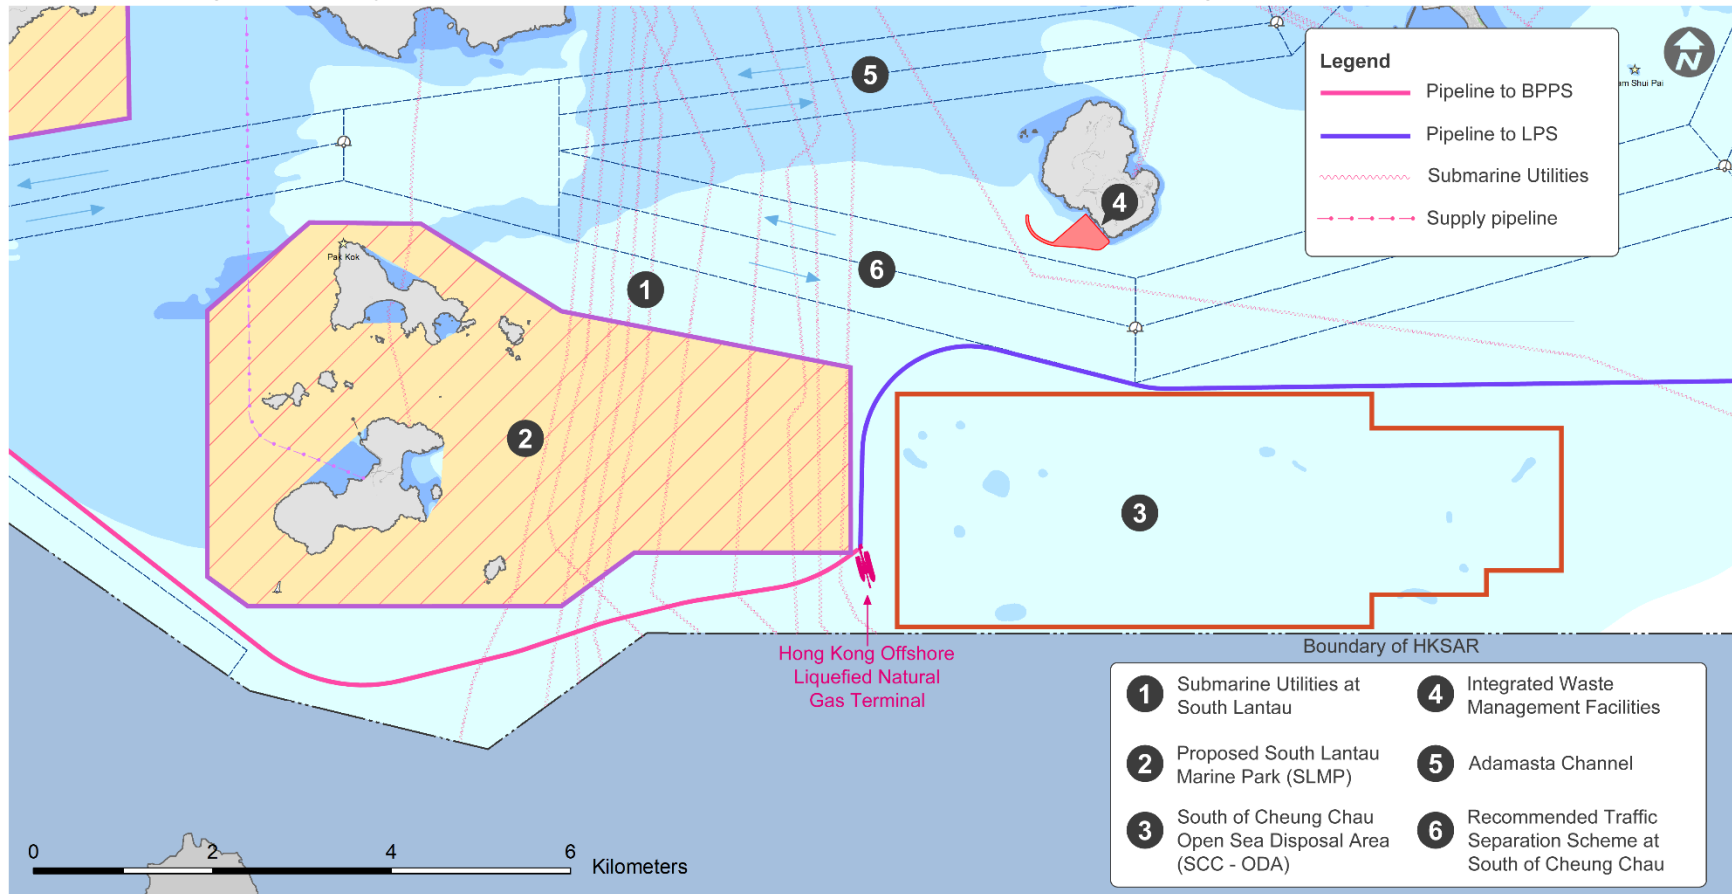 Legend
Pipeline to BPPS
Pipeline to LPS
Submarine Utilities
Supply pipeline
N
am Shui Pai
5
4
Pak Kok
1
6
2
3
Hong Kong Offshore
Liquefied Natural
Gas Terminal
Boundary of HKSAR
1 Submarine Utilities at
South Lantau
2 Proposed South Lantau
Marine Park (SLMP)
3 South of Cheung Chau
Open Sea Disposal Area
(SCC - ODA)
4 Integrated Waste
Management Facilities
5 Adamasta Channel
6 Recommended Traffic
Separation Scheme at
South of Cheung Chau
0 2 4 6
Kilometers